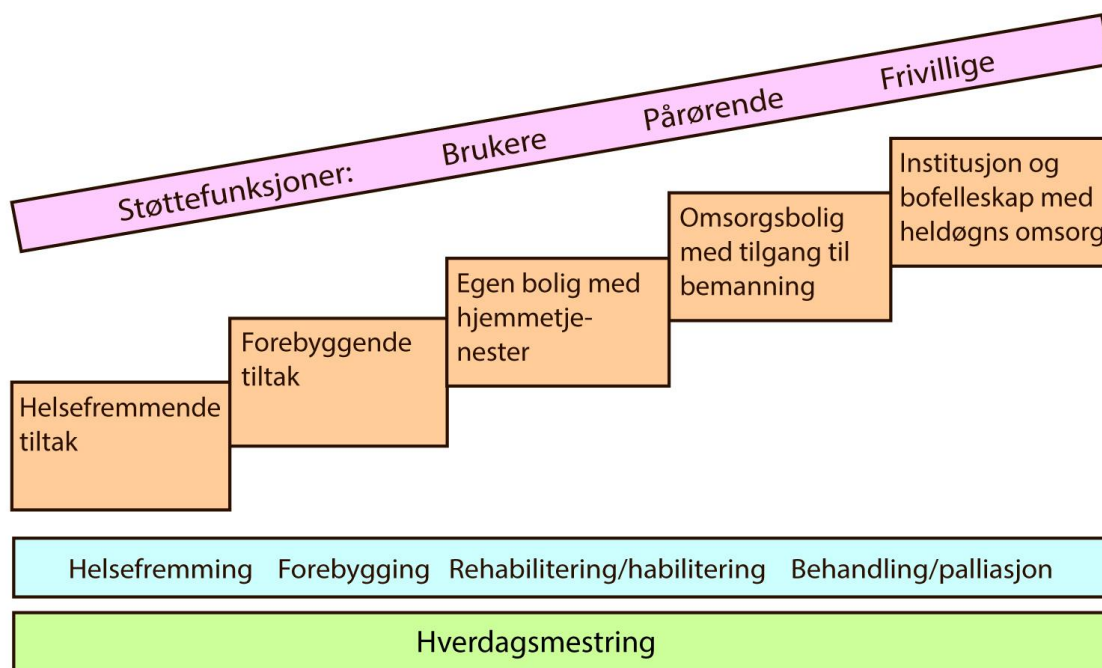 Støttefunksjoner: Brukere Pårørende Frivillige
Helsefremmende
tiltak
Forebyggende
tiltak
Egen bolig med
hjemmetje-
nester
Omsorgsbolig
med tilgang til
bemanning
Institusjon og
bofelleskap med
heldøgns omsorg
Helsefremming Forebygging Rehabilitering/habilitering Behandling/palliasjon
Hverdagsmestring